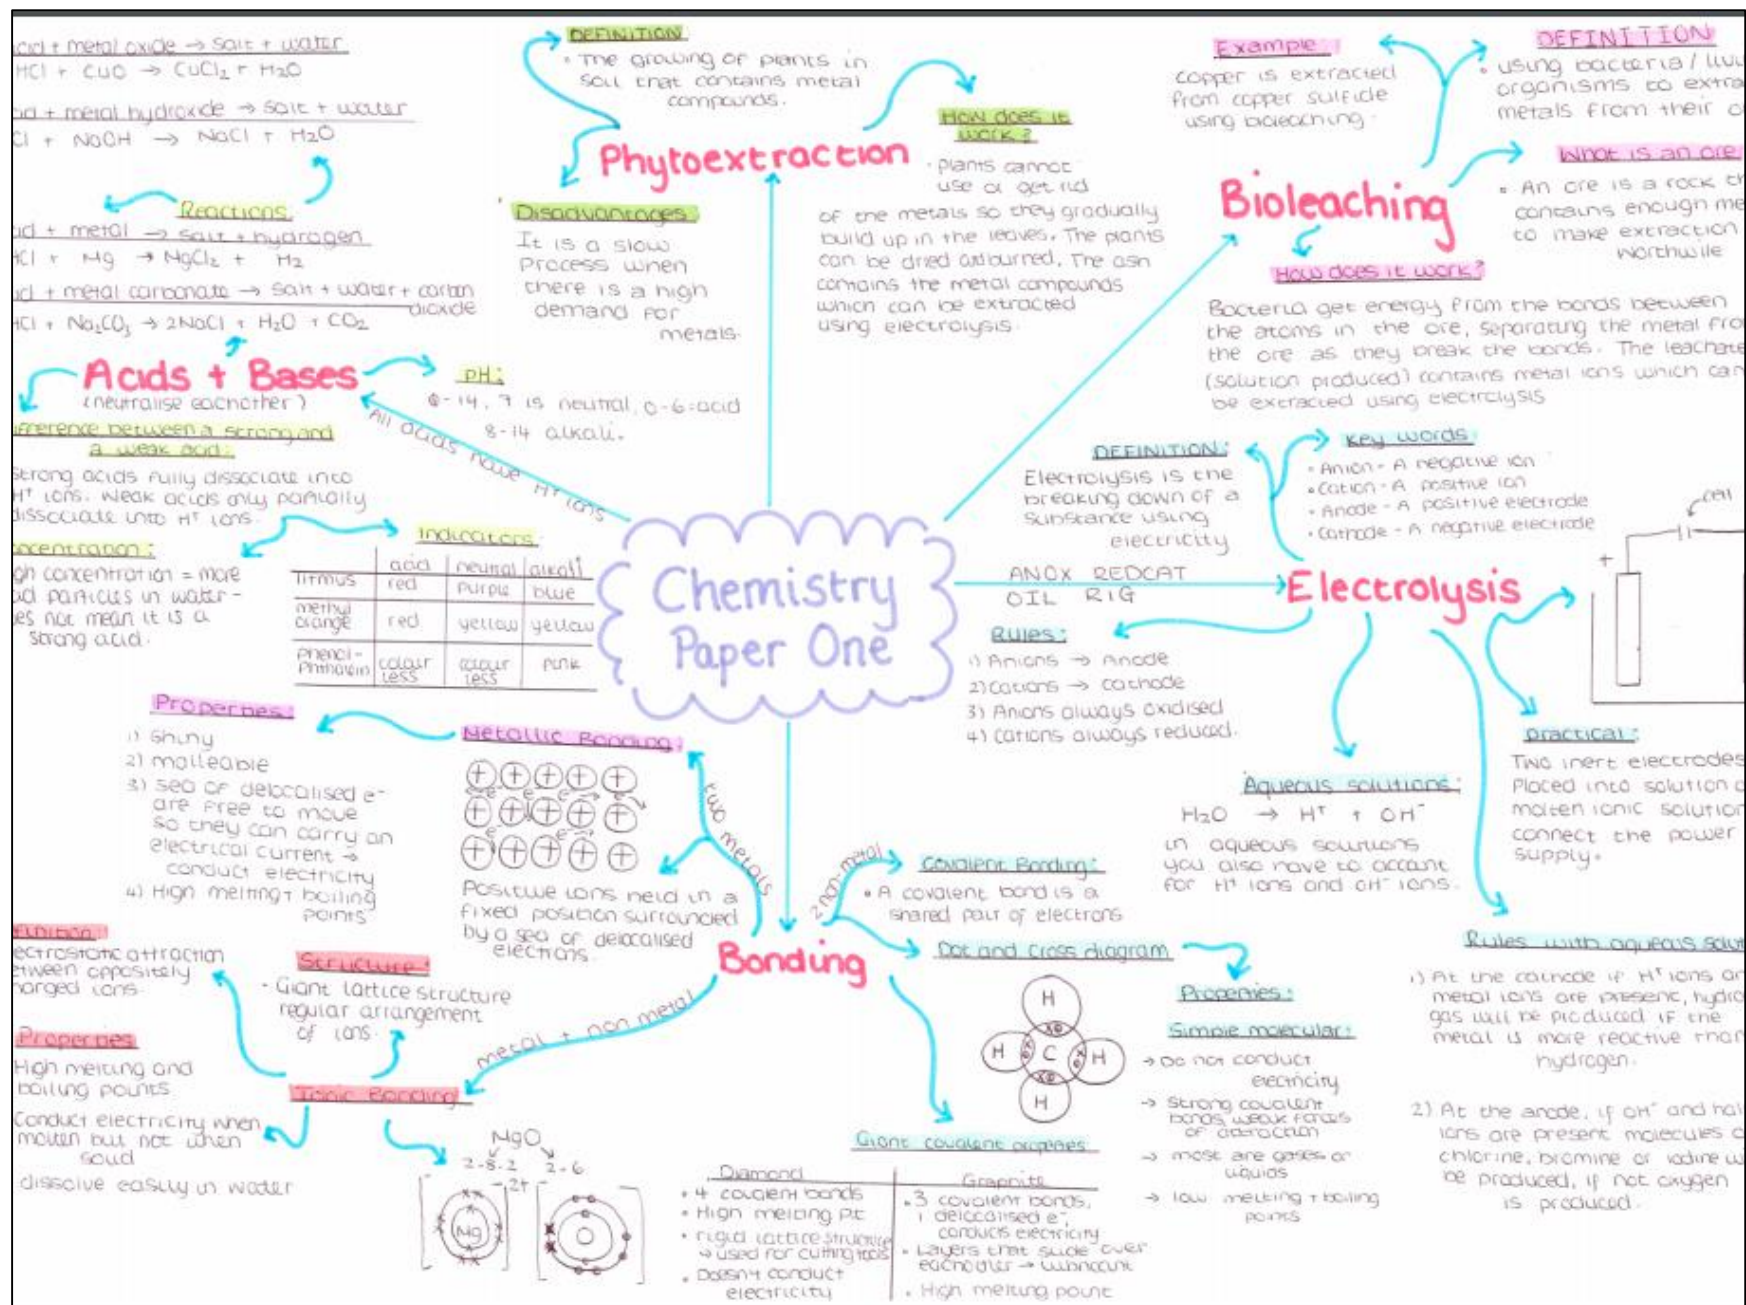 acid + metal oxide → salt + water
HCl + CuO → CuCl₂ + H₂O
acid + metal hydroxide → salt + water
Cl + NaOH → NaCl + H₂O
Reactions
acid + metal → salt + hydrogen
HCl + Mg → MgCl₂ + H₂
acid + metal carbonate → salt + water + carbon
dioxide
HCl + Na₂CO₃ → 2NaCl + H₂O + CO₂
Acids + Bases
(neutralise eachother)
pH:
0-14, 7 is neutral, 0-6=acid
8-14 alkali.
All acids have H⁺ ions
difference between a strong and
a weak acid:
strong acids fully dissociate into
H⁺ ions. Weak acids only partially
dissociate into H⁺ ions.
concentration:
high concentration = more
acid particles in water -
does not mean it is a
strong acid.
Indicators:
acid neutral alkali
litmus red purple blue
methyl
orange red yellow yellow
phenol-
phthalein colour
less colour
less pink
DEFINITION:
• The growing of plants in
soil that contains metal
compounds.
Phytoextraction
How does it
work?
• plants cannot
use or get rid
of the metals so they gradually
build up in the leaves. The plants
can be dried and burned. The ash
contains the metal compounds
which can be extracted
using electrolysis.
Disadvantages:
It is a slow
process when
there is a high
demand for
metals.
Example:
copper is extracted
from copper sulfide
using bioleaching.
DEFINITION
• using bacteria/
organisms to
metals from their
Bioleaching
What is an ore
• An ore is a rock
contains enough
to make extraction
worthwile
How does it work?
Bacteria get energy from the bonds between
the atoms in the ore, separating the metal
the ore as they break the bonds. The leachate
(solution produced) contains metal ions which can
be extracted using electrolysis
Chemistry
Paper One
ANOX REDCAT
OIL RIG
Electrolysis
DEFINITION:
Electrolysis is the
breaking down of a
substance using
electricity
Key words:
• Anion - A negative ion
• Cation - A positive ion
• Anode - A positive electrode
• Cathode - A negative electrode
cell
+
Rules:
1) Anions → Anode
2) Cations → cathode
3) Anions always oxidised
4) Cations always reduced.
Aqueous solutions:
H₂O → H⁺ + OH⁻
in aqueous solutions
you also have to account
for H⁺ ions and OH⁻ ions.
practical:
Two inert electrodes
placed into solution
molten ionic solution
connect the power
supply.
Rules with aqueous
1) At the cathode if H⁺ ions
metal ions are present,
gas will be produced if the
metal is more reactive
hydrogen.
2) At the anode, if OH⁻ and
ions are present molecules
chlorine, bromine or iodine
be produced, if not oxygen
is produced.
Bonding
two metals
Metallic Bonding:
+ + + + +
+ + + + +
+ + + + +
Positive ions held in a
fixed position surrounded
by a sea of delocalised
electrons.
Properties:
1) Shiny
2) malleable
3) sea of delocalised e⁻
are free to move
so they can carry an
electrical current →
conduct electricity
4) High melting + boiling
points
2 non-metal
Covalent Bonding:
• A covalent bond is a
shared pair of electrons
Dot and cross diagram
H
H C H
H
Properties:
Simple molecular:
→ Do not conduct
electricity
→ strong covalent
bonds, weak forces
of attraction
→ most are gases or
liquids
→ low melting + boiling
points
Giant covalent properties:
Diamond
• 4 covalent bonds
• High melting pt
• rigid lattice structure
↳ used for cutting tools
• Doesn't conduct
electricity
Graphite
• 3 covalent bonds,
1 delocalised e⁻,
conducts electricity
• Layers that slide over
eachother → lubricant
• High melting point
metal + non metal
Ionic Bonding
Definition:
electrostatic attraction
between oppositely
charged ions.
Structure:
- Giant lattice structure
regular arrangement
of ions.
Properties
High melting and
boiling points
Conduct electricity when
molten but not when
solid
dissolve easily in water
MgO
2-8-2 2-6
Mg 2+ O